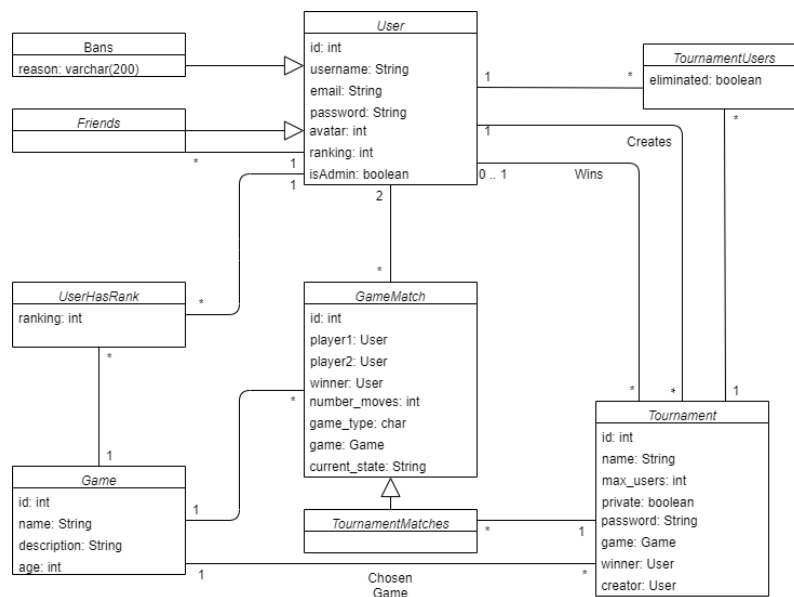 User
id: int
username: String
email: String
password: String
avatar: int
ranking: int
isAdmin: boolean
Bans
reason: varchar(200)
Friends
TournamentUsers
eliminated: boolean
1
*
1
Creates
0 .. 1
Wins
*
1
1
2
*
*
UserHasRank
ranking: int
*
*
GameMatch
id: int
player1: User
player2: User
winner: User
number_moves: int
game_type: char
game: Game
current_state: String
*
*
*
1
1
1
Game
id: int
name: String
description: String
age: int
Tournament
id: int
name: String
max_users: int
private: boolean
password: String
game: Game
winner: User
creator: User
TournamentMatches
*
1
1
Chosen
Game
*